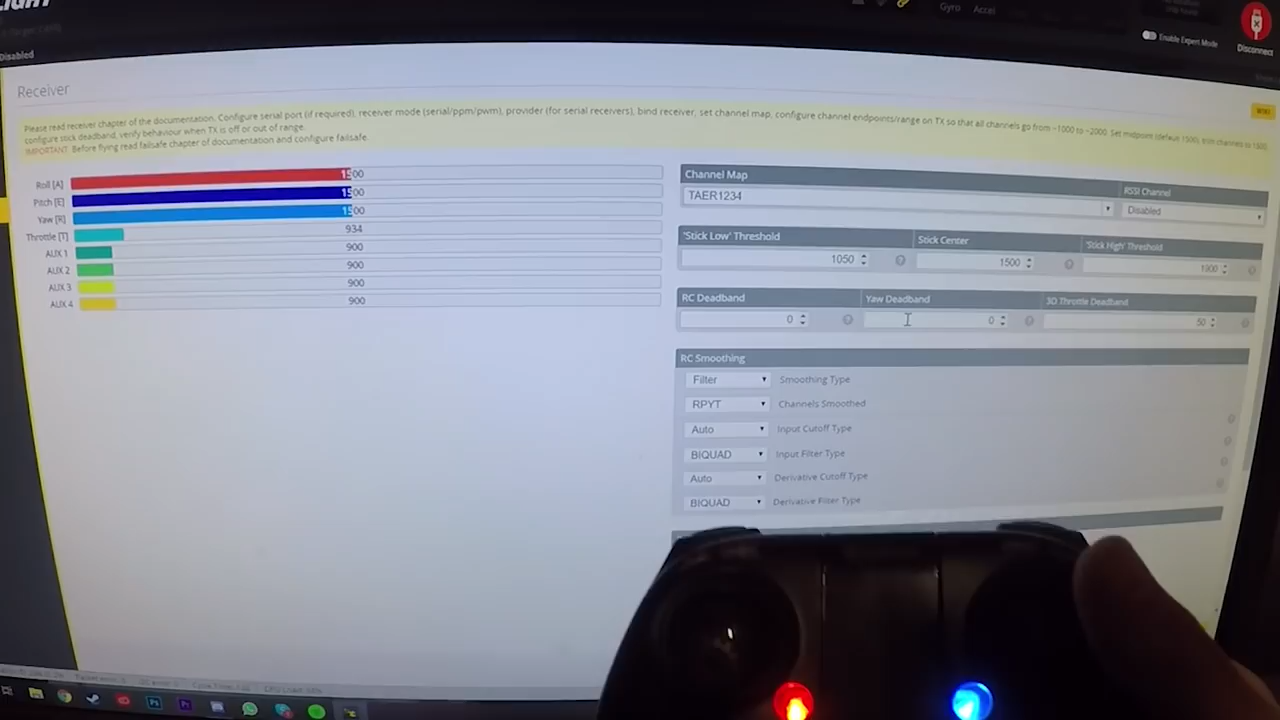 LIGHT
Gyro Accel
Enable Expert Mode
Disconnect
Disabled
Receiver
Please read receiver chapter of the documentation. Configure serial port (if required), receiver mode (serial/ppm/pwm), provider (for serial receivers), bind receiver, set channel map, configure channel endpoints/range on TX so that all channels go from ~1000 to ~2000. Set midpoint (default 1500), trim channels to 1500,
configure stick deadband, verify behaviour when TX is off or out of range.
IMPORTANT: Before flying read failsafe chapter of documentation and configure failsafe.
Roll [A] 1500
Pitch [E] 1500
Yaw [R] 1500
Throttle [T] 934
AUX 1 900
AUX 2 900
AUX 3 900
AUX 4 900
Channel Map RSSI Channel
TAER1234 Disabled
'Stick Low' Threshold Stick Center 'Stick High' Threshold
1050 1500 1900
RC Deadband Yaw Deadband 3D Throttle Deadband
0 0 50
RC Smoothing
Filter Smoothing Type
RPYT Channels Smoothed
Auto Input Cutoff Type
BIQUAD Input Filter Type
Auto Derivative Cutoff Type
BIQUAD Derivative Filter Type